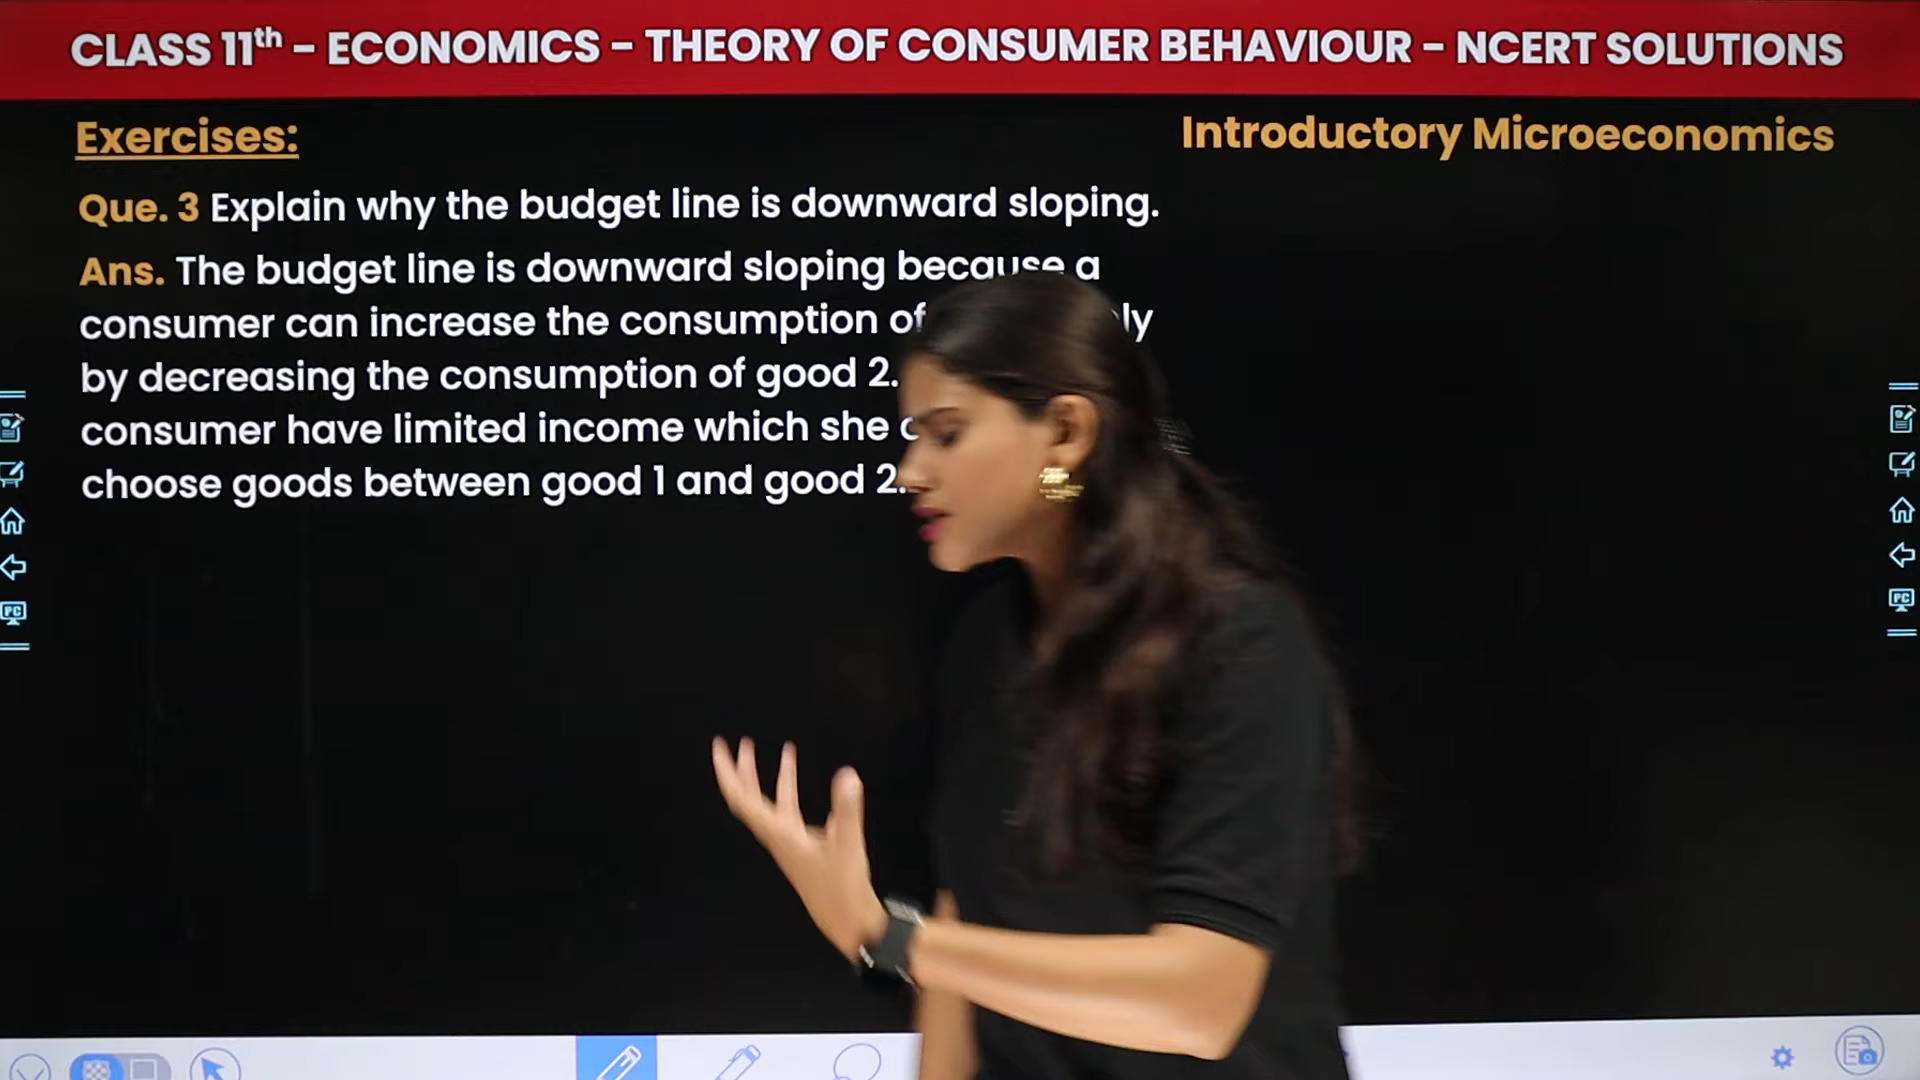 CLASS 11th – ECONOMICS – THEORY OF CONSUMER BEHAVIOUR – NCERT SOLUTIONS
Exercises:
Introductory Microeconomics
Que. 3 Explain why the budget line is downward sloping.
Ans. The budget line is downward sloping because a
consumer can increase the consumption of
by decreasing the consumption of good 2.
consumer have limited income which she
choose goods between good 1 and good 2.
PC
PC